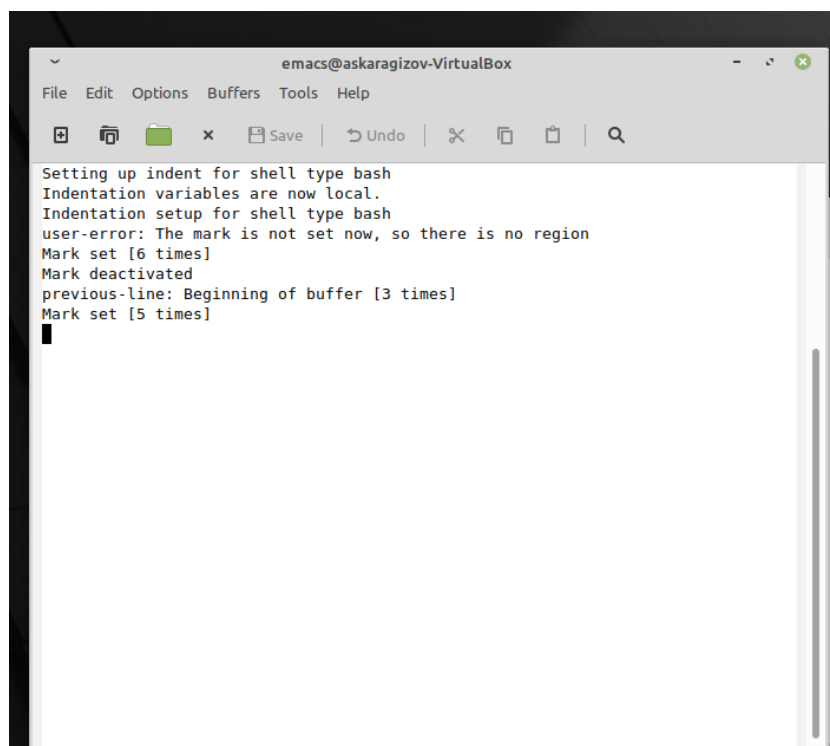 emacs@askaragizov-VirtualBox
File Edit Options Buffers Tools Help
Save Undo
Setting up indent for shell type bash
Indentation variables are now local.
Indentation setup for shell type bash
user-error: The mark is not set now, so there is no region
Mark set [6 times]
Mark deactivated
previous-line: Beginning of buffer [3 times]
Mark set [5 times]